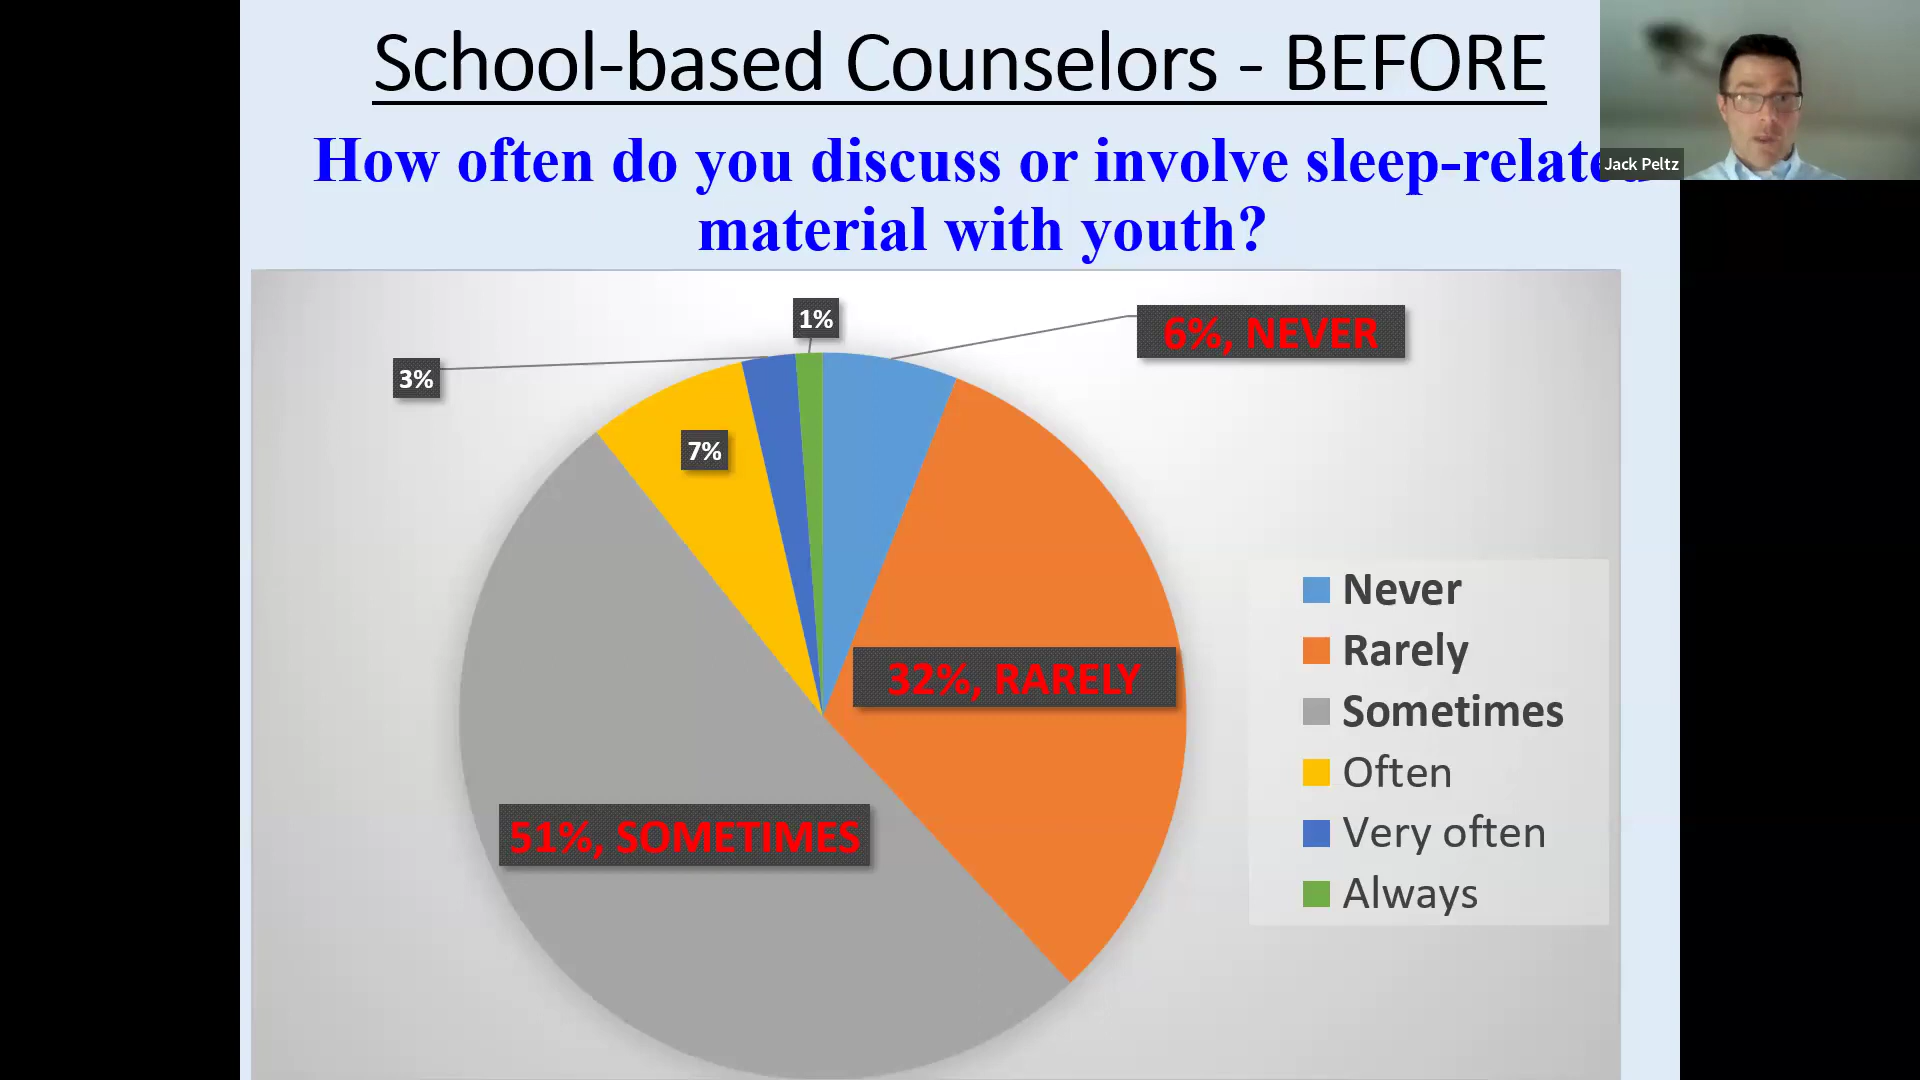 School-based Counselors - BEFORE
How often do you discuss or involve sleep-relate
material with youth?
Jack Peltz
1%
6%, NEVER
3%
7%
32%, RARELY
51%, SOMETIMES
Never
Rarely
Sometimes
Often
Very often
Always